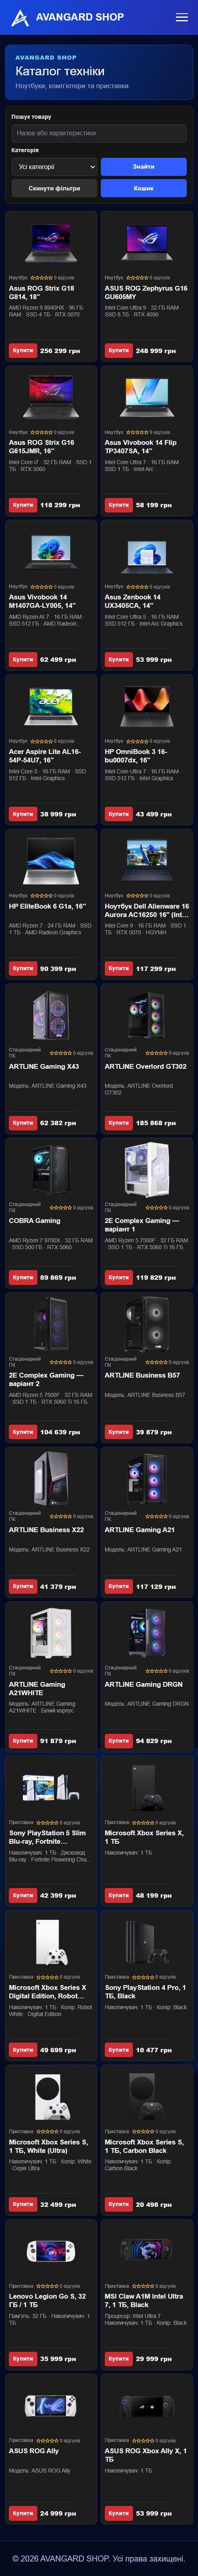 AVANGARD SHOP
AVANGARD SHOP
Каталог техніки
Ноутбуки, комп'ютери та приставки.
Пошук товару
Назва або характеристики
Категорія
Усі категорії
Знайти
Скинути фільтри
Кошик
Ноутбук ☆☆☆☆☆ 0 відгуків
Asus ROG Strix G18
G814, 18"
AMD Ryzen 9 8940HX · 96 ГБ
RAM · SSD 4 ТБ · RTX 5070
Купити 256 299 грн
Ноутбук ☆☆☆☆☆ 0 відгуків
ASUS ROG Zephyrus G16
GU605MY
Intel Core Ultra 9 · 32 ГБ RAM ·
SSD 8 ТБ · RTX 4090
Купити 248 999 грн
Ноутбук ☆☆☆☆☆ 0 відгуків
Asus ROG Strix G16
G615JMR, 16"
Intel Core i7 · 32 ГБ RAM · SSD 1
ТБ · RTX 5060
Купити 118 299 грн
Ноутбук ☆☆☆☆☆ 0 відгуків
Asus Vivobook 14 Flip
TP3407SA, 14"
Intel Core Ultra 7 · 16 ГБ RAM ·
SSD 1 ТБ · Intel Arc
Купити 58 199 грн
Ноутбук ☆☆☆☆☆ 0 відгуків
Asus Vivobook 14
M1407GA-LY005, 14"
AMD Ryzen AI 7 · 16 ГБ RAM ·
SSD 512 ГБ · AMD Radeon...
Купити 62 499 грн
Ноутбук ☆☆☆☆☆ 0 відгуків
Asus Zenbook 14
UX3405CA, 14"
Intel Core Ultra 5 · 16 ГБ RAM ·
SSD 512 ГБ · Intel Arc Graphics
Купити 53 999 грн
Ноутбук ☆☆☆☆☆ 0 відгуків
Acer Aspire Lite AL16-
54P-54U7, 16"
Intel Core 5 · 16 ГБ RAM · SSD
512 ГБ · Intel Graphics
Купити 38 999 грн
Ноутбук ☆☆☆☆☆ 0 відгуків
HP OmniBook 3 16-
bu0007dx, 16"
Intel Core Ultra 7 · 16 ГБ RAM ·
SSD 512 ГБ · Intel Graphics
Купити 43 499 грн
Ноутбук ☆☆☆☆☆ 0 відгуків
HP EliteBook 6 G1a, 16"
AMD Ryzen 7 · 24 ГБ RAM · SSD
1 ТБ · AMD Radeon Graphics
Купити 90 399 грн
Ноутбук ☆☆☆☆☆ 0 відгуків
Ноутбук Dell Alienware 16
Aurora AC16250 16" (Int...
Intel Core 9 · 16 ГБ RAM · SSD 1
ТБ · RTX 5070 · HGYMH
Купити 117 299 грн
Стаціонарний
ПК ☆☆☆☆☆ 0 відгуків
ARTLINE Gaming X43
Модель: ARTLINE Gaming X43
Купити 62 382 грн
Стаціонарний
ПК ☆☆☆☆☆ 0 відгуків
ARTLINE Overlord GT302
Модель: ARTLINE Overlord
GT302
Купити 185 868 грн
Стаціонарний
ПК ☆☆☆☆☆ 0 відгуків
COBRA Gaming
AMD Ryzen 7 9700X · 32 ГБ RAM
· SSD 500 ГБ · RTX 5060
Купити 89 869 грн
Стаціонарний
ПК ☆☆☆☆☆ 0 відгуків
2E Complex Gaming —
варіант 1
AMD Ryzen 5 7500F · 32 ГБ RAM
· SSD 1 ТБ · RTX 5060 Ti 16 ГБ
Купити 119 829 грн
Стаціонарний
ПК ☆☆☆☆☆ 0 відгуків
2E Complex Gaming —
варіант 2
AMD Ryzen 5 7500F · 32 ГБ RAM
· SSD 1 ТБ · RTX 5060 Ti 16 ГБ
Купити 104 639 грн
Стаціонарний
ПК ☆☆☆☆☆ 0 відгуків
ARTLINE Business B57
Модель: ARTLINE Business B57
Купити 39 879 грн
Стаціонарний
ПК ☆☆☆☆☆ 0 відгуків
ARTLINE Business X22
Модель: ARTLINE Business X22
Купити 41 379 грн
Стаціонарний
ПК ☆☆☆☆☆ 0 відгуків
ARTLINE Gaming A21
Модель: ARTLINE Gaming A21
Купити 117 129 грн
Стаціонарний
ПК ☆☆☆☆☆ 0 відгуків
ARTLINE Gaming
A21WHITE
Модель: ARTLINE Gaming
A21WHITE · Білий корпус
Купити 91 879 грн
Стаціонарний
ПК ☆☆☆☆☆ 0 відгуків
ARTLINE Gaming DRGN
Модель: ARTLINE Gaming DRGN
Купити 94 829 грн
Приставка ☆☆☆☆☆ 0 відгуків
Sony PlayStation 5 Slim
Blu-ray, Fortnite...
Накопичувач: 1 ТБ · Дисковод
Blu-ray · Fortnite Flowering Cha...
Купити 42 399 грн
Приставка ☆☆☆☆☆ 0 відгуків
Microsoft Xbox Series X,
1 ТБ
Накопичувач: 1 ТБ
Купити 48 199 грн
Приставка ☆☆☆☆☆ 0 відгуків
Microsoft Xbox Series X
Digital Edition, Robot...
Накопичувач: 1 ТБ · Колір: Robot
White · Digital Edition
Купити 49 699 грн
Приставка ☆☆☆☆☆ 0 відгуків
Sony PlayStation 4 Pro, 1
ТБ, Black
Накопичувач: 1 ТБ · Колір: Black
Купити 10 477 грн
Приставка ☆☆☆☆☆ 0 відгуків
Microsoft Xbox Series S,
1 ТБ, White (Ultra)
Накопичувач: 1 ТБ · Колір: White
· Серія Ultra
Купити 32 499 грн
Приставка ☆☆☆☆☆ 0 відгуків
Microsoft Xbox Series S,
1 ТБ, Carbon Black
Накопичувач: 1 ТБ · Колір:
Carbon Black
Купити 20 498 грн
Приставка ☆☆☆☆☆ 0 відгуків
Lenovo Legion Go S, 32
ГБ / 1 ТБ
Пам'ять: 32 ГБ · Накопичувач: 1
ТБ
Купити 35 999 грн
Приставка ☆☆☆☆☆ 0 відгуків
MSI Claw A1M Intel Ultra
7, 1 ТБ, Black
Процесор: Intel Ultra 7 ·
Накопичувач: 1 ТБ · Колір: Black
Купити 29 999 грн
Приставка ☆☆☆☆☆ 0 відгуків
ASUS ROG Ally
Модель: ASUS ROG Ally
Купити 24 999 грн
Приставка ☆☆☆☆☆ 0 відгуків
ASUS ROG Xbox Ally X, 1
ТБ
Накопичувач: 1 ТБ
Купити 53 999 грн
© 2026 AVANGARD SHOP. Усі права захищені.